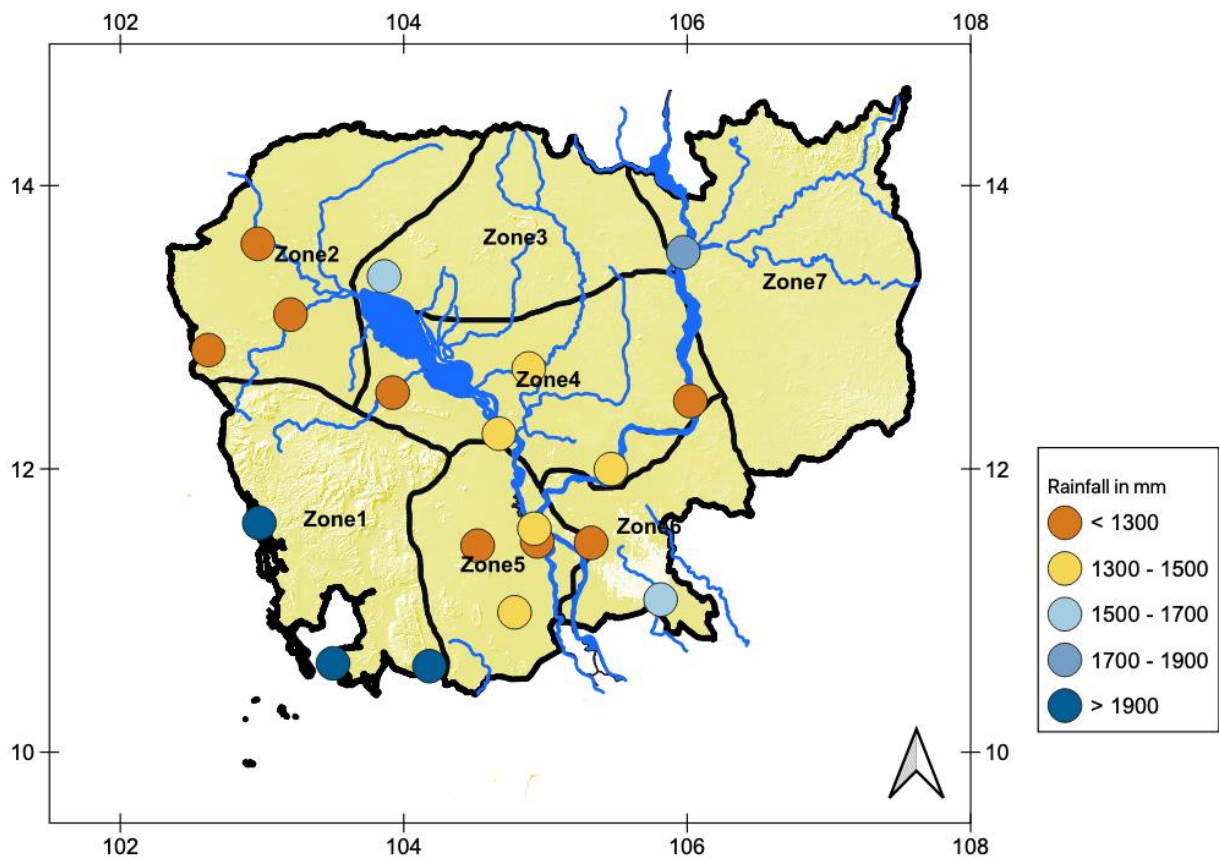 102 104 106 108
14 14
Zone3
Zone2
Zone7
Zone4
12 12
Rainfall in mm
< 1300
Zone1
Zone6
Zone5
1300 - 1500
1500 - 1700
1700 - 1900
> 1900
10 10
102 104 106 108